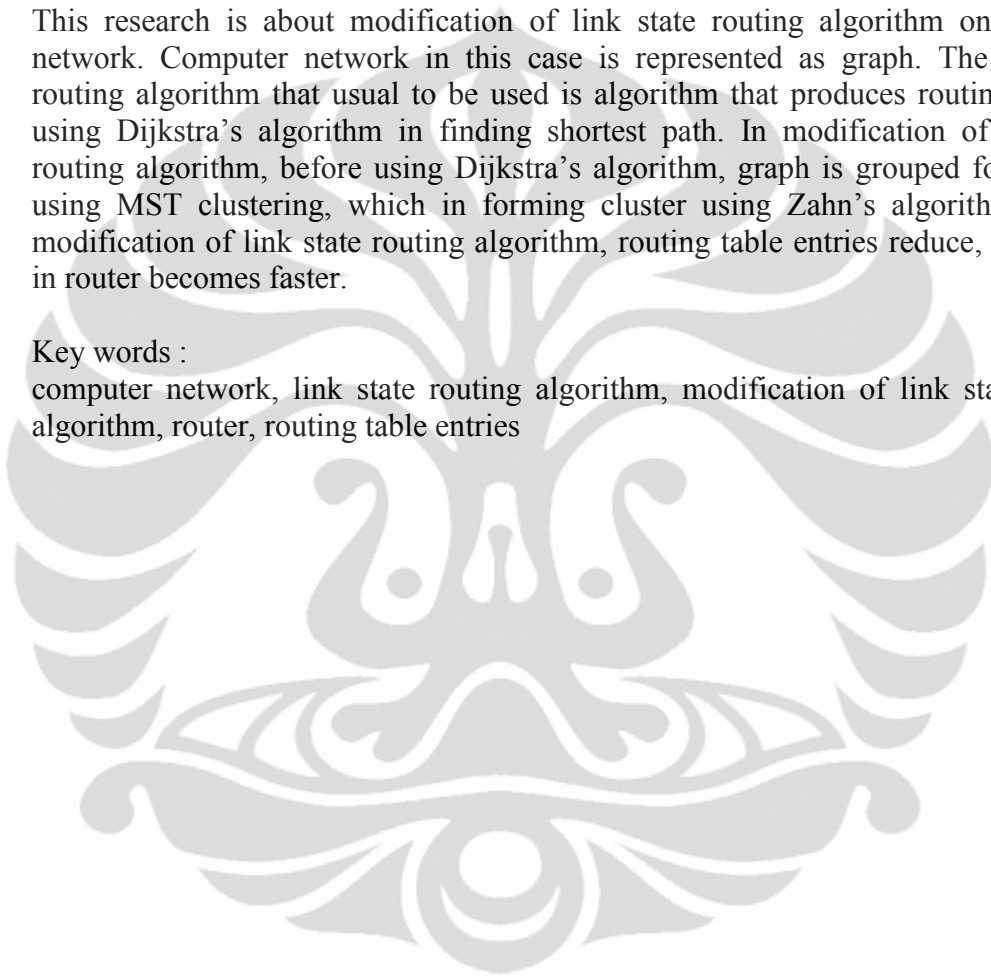 This research is about modification of link state routing algorithm on
network. Computer network in this case is represented as graph. The
routing algorithm that usual to be used is algorithm that produces routin
using Dijkstra's algorithm in finding shortest path. In modification of
routing algorithm, before using Dijkstra's algorithm, graph is grouped fo
using MST clustering, which in forming cluster using Zahn's algorith
modification of link state routing algorithm, routing table entries reduce,
in router becomes faster.
Key words :
computer network, link state routing algorithm, modification of link sta
algorithm, router, routing table entries